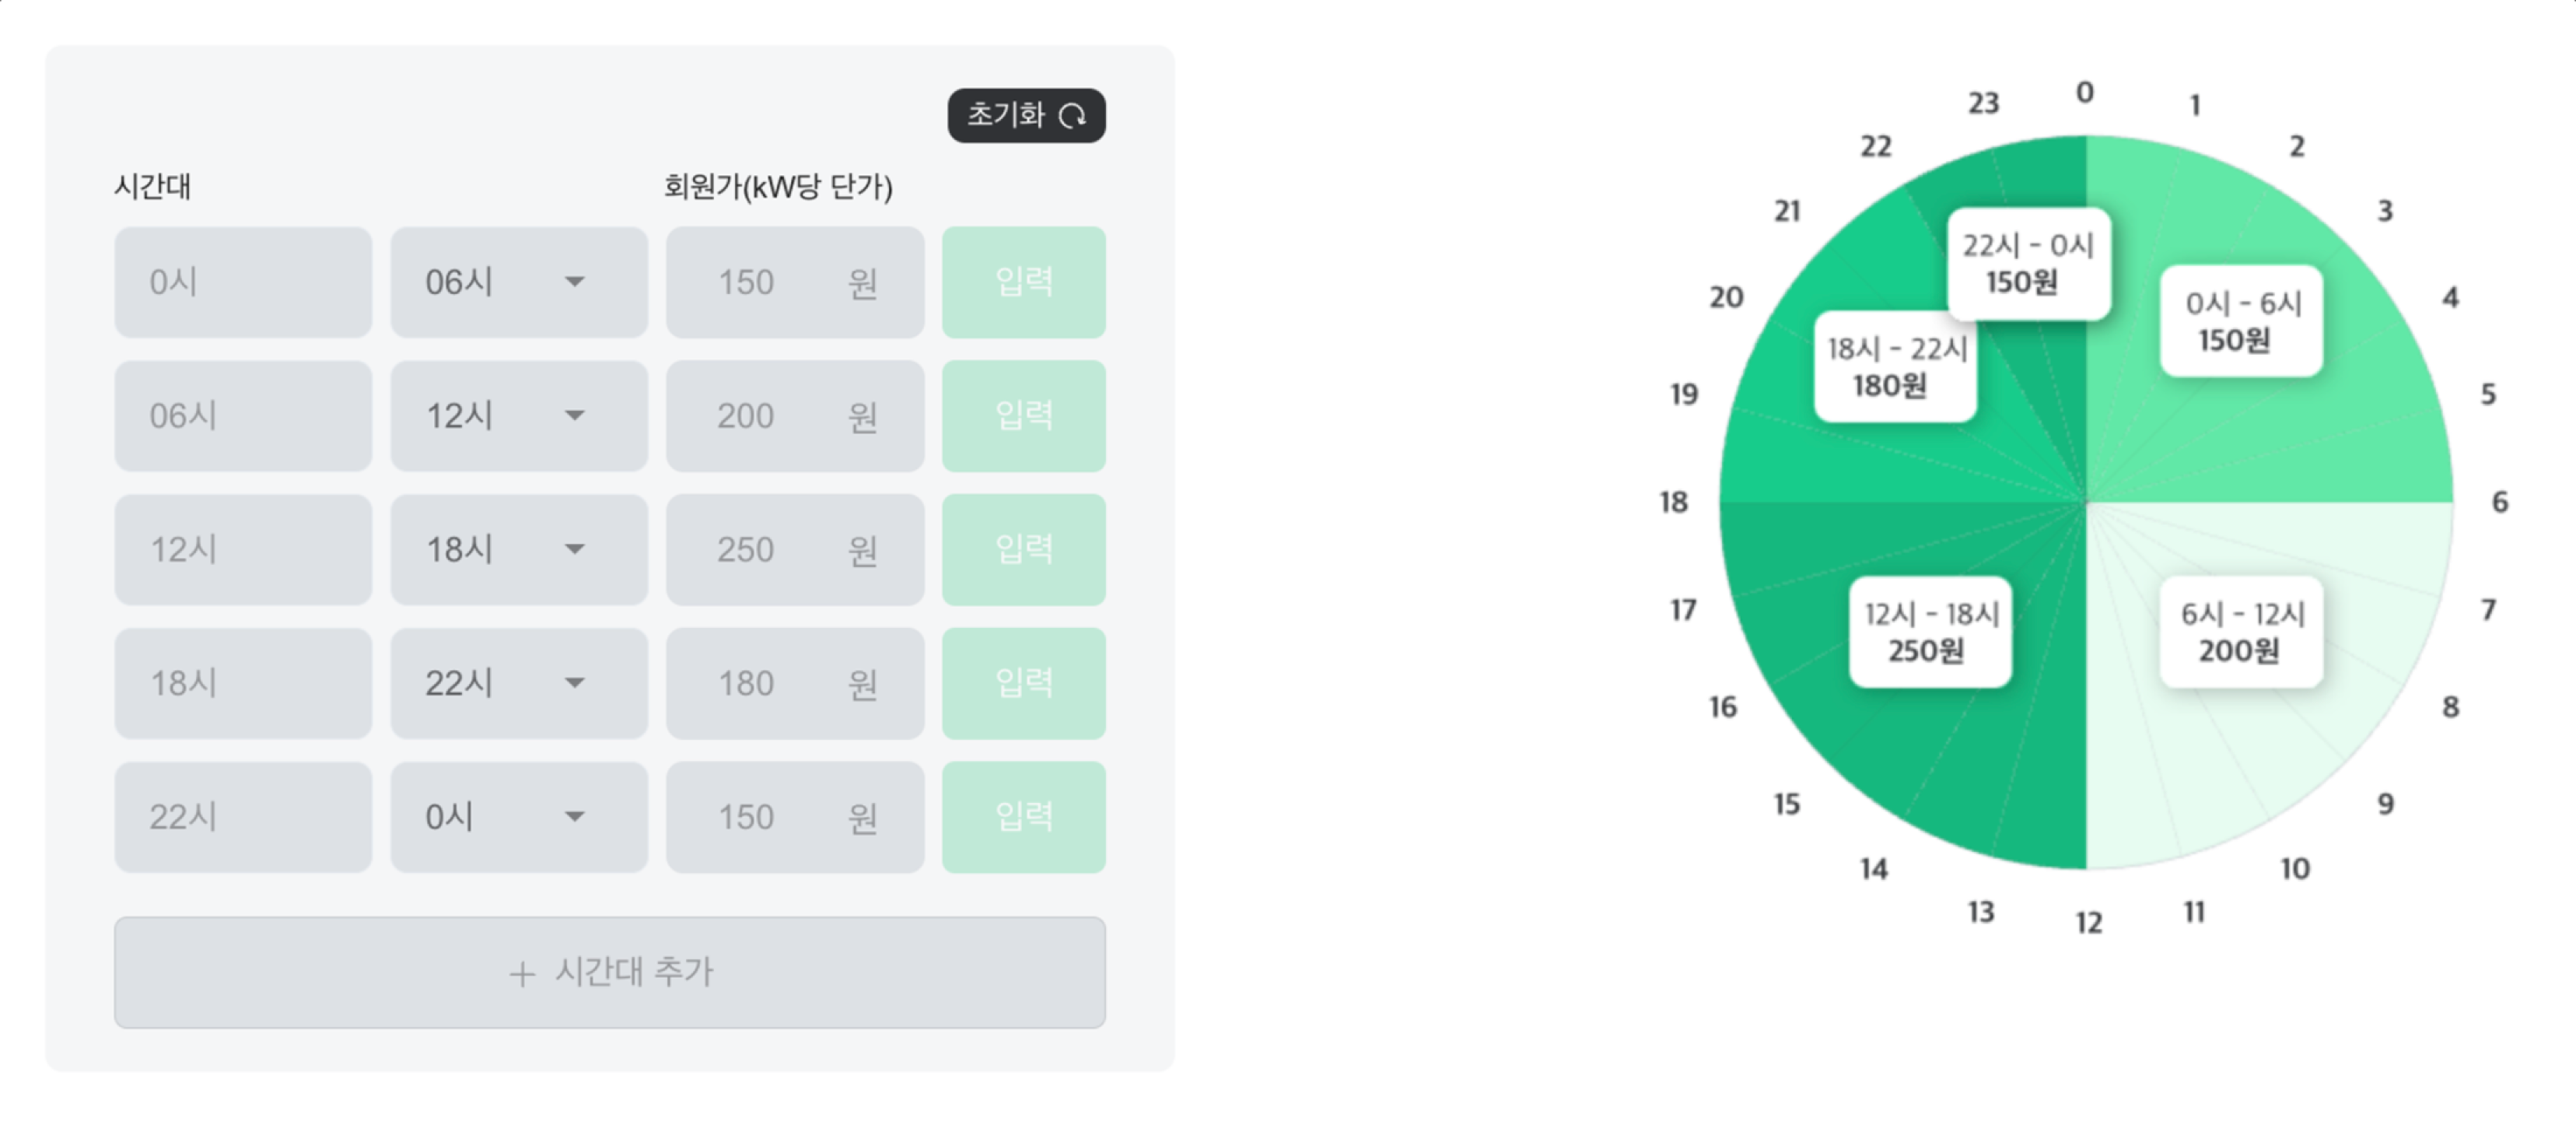 초기화
시간대 회원가(kW당 단가)
0시 06시 150 원 입력
06시 12시 200 원 입력
12시 18시 250 원 입력
18시 22시 180 원 입력
22시 0시 150 원 입력
+ 시간대 추가
0
1
2
3
4
5
6
7
8
9
10
11
12
13
14
15
16
17
18
19
20
21
22
23
22시 - 0시
150원
0시 - 6시
150원
18시 - 22시
180원
12시 - 18시
250원
6시 - 12시
200원